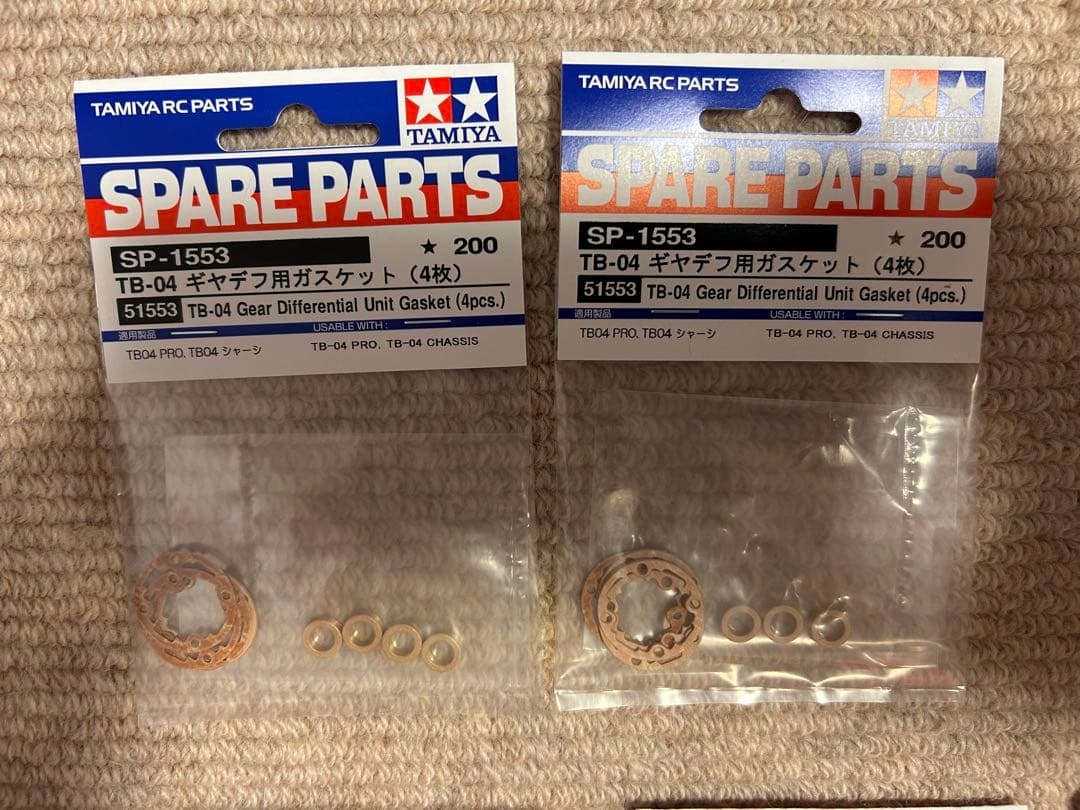 TAMIYA RC PARTS
TAMIYA
SPARE PARTS
SP-1553 ★ 200
TB-04 ギヤデフ用ガスケット（4枚）
51553 TB-04 Gear Differential Unit Gasket (4pcs.)
適用製品 USABLE WITH :
TB04 PRO, TB04 シャーシ TB-04 PRO, TB-04 CHASSIS
TAMIYA RC PARTS
TAMIYA
SPARE PARTS
SP-1553 ★ 200
TB-04 ギヤデフ用ガスケット（4枚）
51553 TB-04 Gear Differential Unit Gasket (4pcs.)
適用製品 USABLE WITH :
TB04 PRO, TB04 シャーシ TB-04 PRO, TB-04 CHASSIS